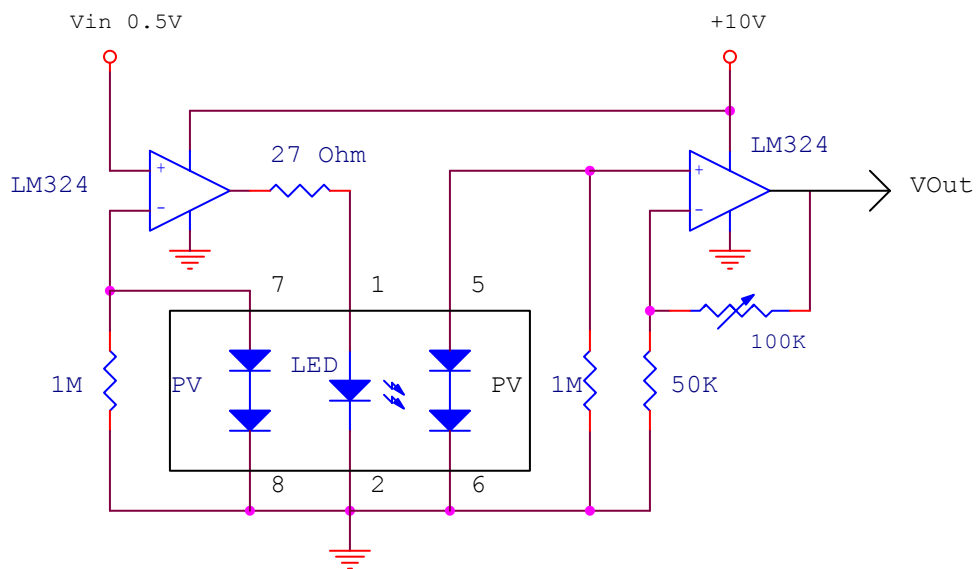 Vin 0.5V
+10V
LM324
27 Ohm
LM324
VOut
+
−
+
−
7
1
5
1M
PV
LED
PV
1M
50K
100K
8
2
6